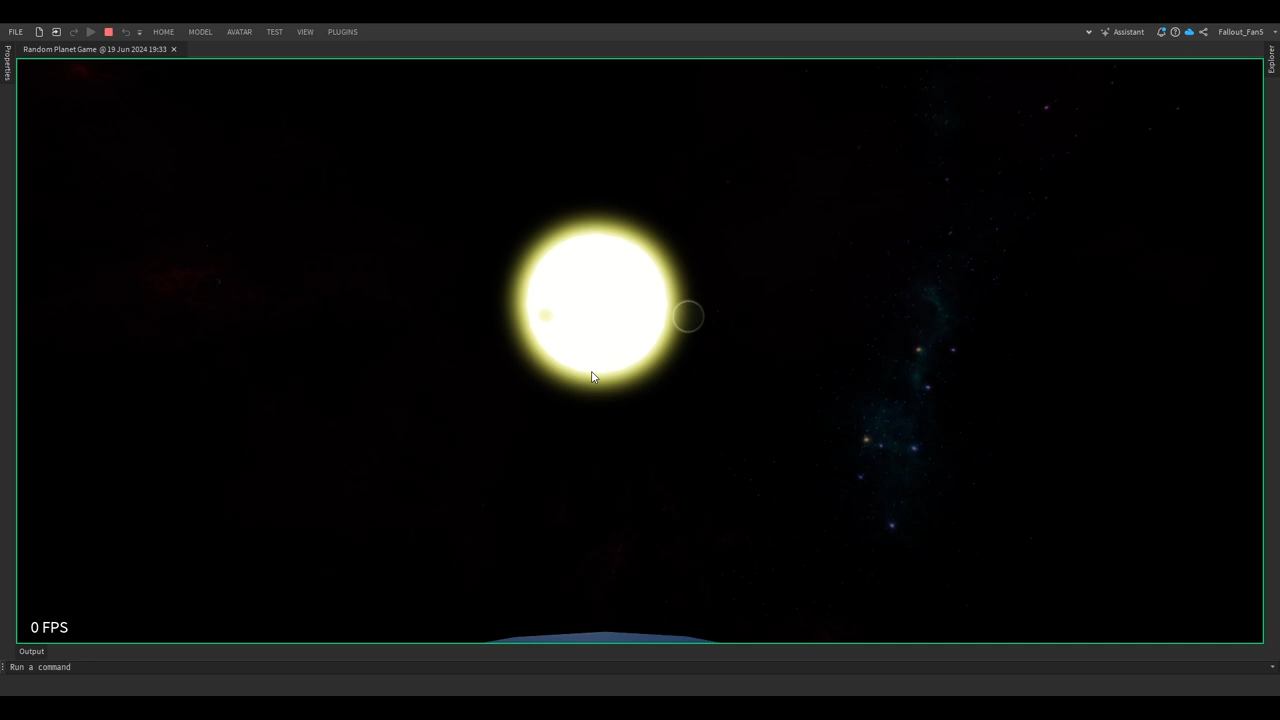 FILE HOME MODEL AVATAR TEST VIEW PLUGINS Assistant Fallout_Fan5
Random Planet Game @ 19 Jun 2024 19:33
Properties
Explorer
0 FPS
Output
Run a command